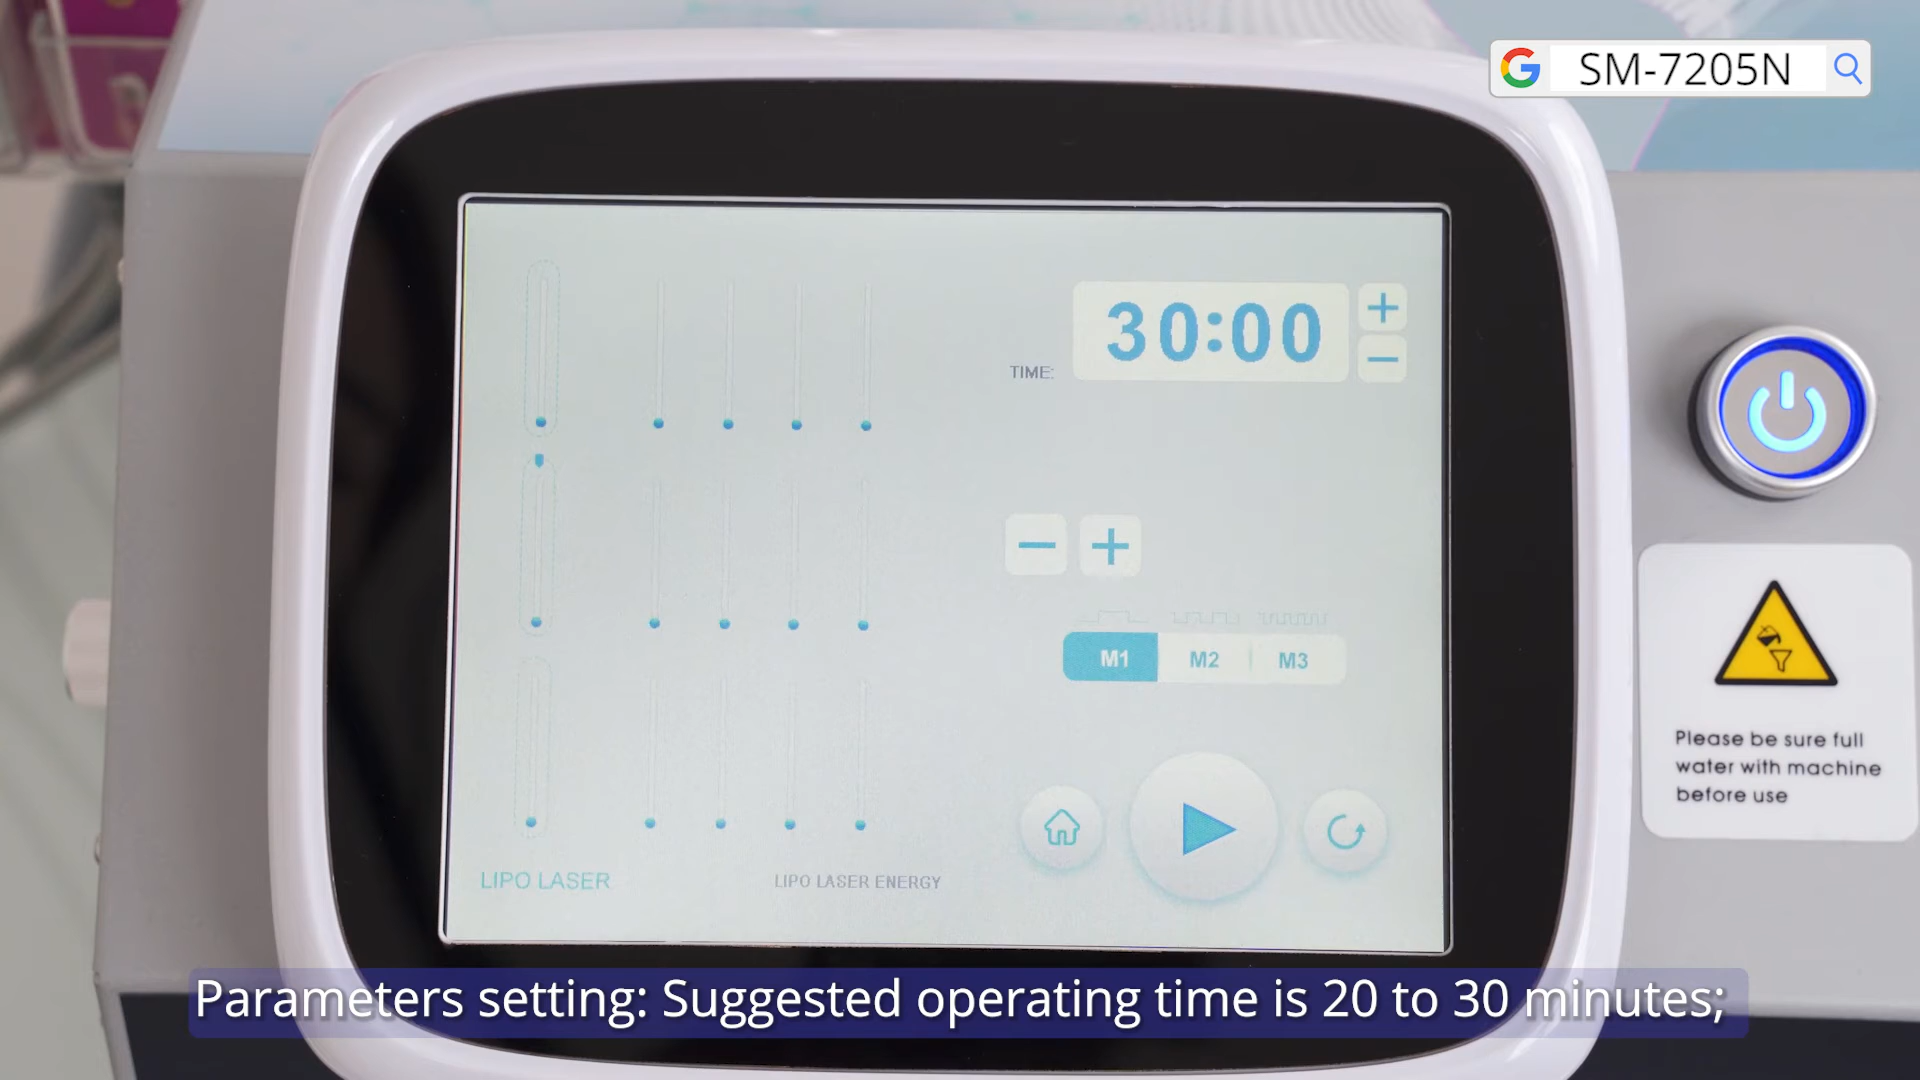 SM-7205N
30:00
TIME:
M1 M2 M3
LIPO LASER
LIPO LASER ENERGY
Please be sure full
water with machine
before use
Parameters setting: Suggested operating time is 20 to 30 minutes;